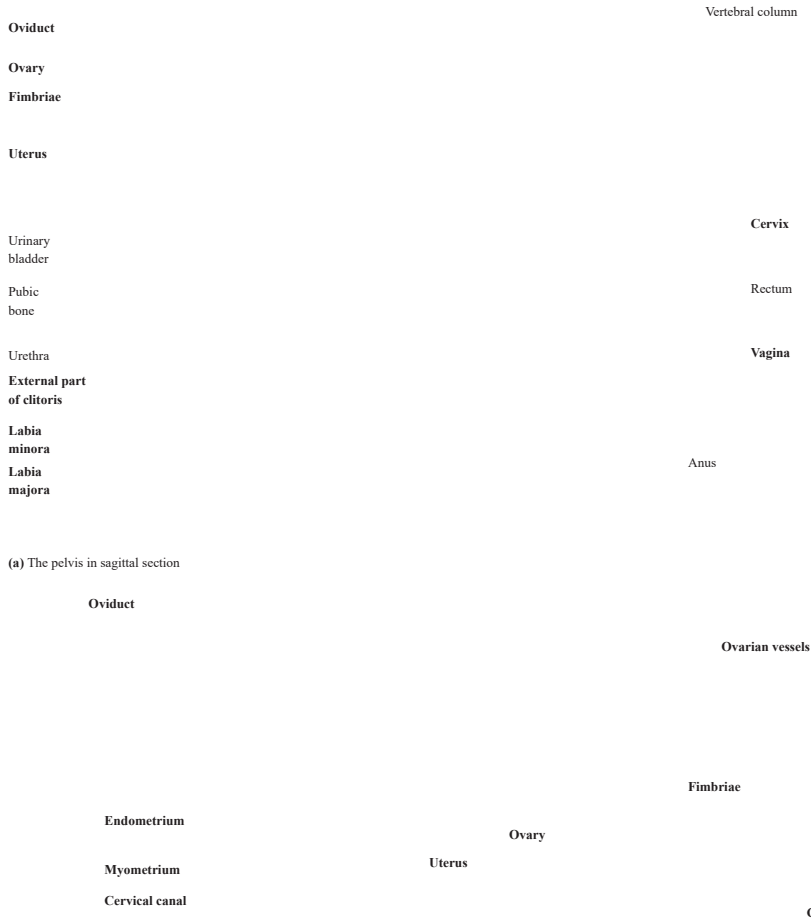 Vertebral column
Oviduct
Ovary
Fimbriae
Uterus
Cervix
Urinary
bladder
Pubic
bone
Rectum
Urethra
Vagina
External part
of clitoris
Labia
minora
Labia
majora
Anus
(a) The pelvis in sagittal section
Oviduct
Ovarian vessels
Fimbriae
Endometrium
Ovary
Uterus
Myometrium
Cervical canal